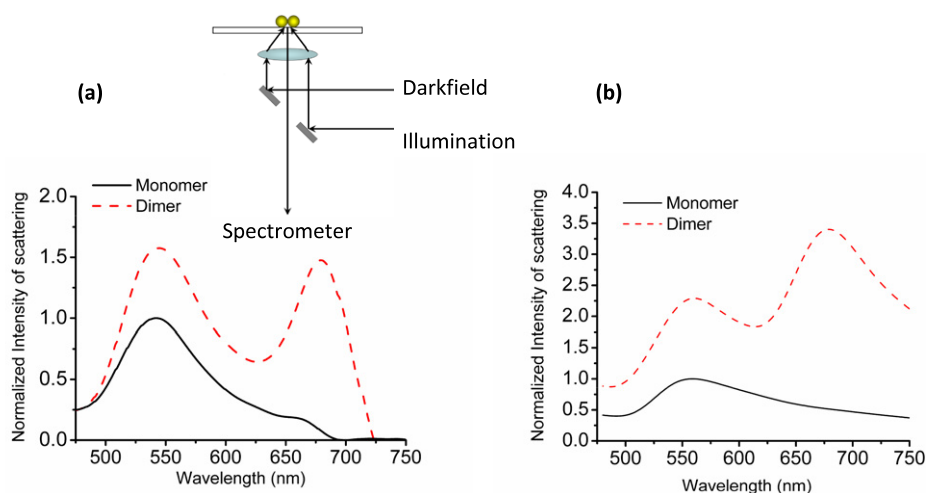 (a)
Darkfield
Illumination
Spectrometer
Monomer
Dimer
Normalized Intensity of scattering
2.0
1.5
1.0
0.5
0.0
500 550 600 650 700 750
Wavelength (nm)
(b)
Monomer
Dimer
Normalized Intensity of scattering
4.0
3.5
3.0
2.5
2.0
1.5
1.0
0.5
0.0
500 550 600 650 700 750
Wavelength (nm)